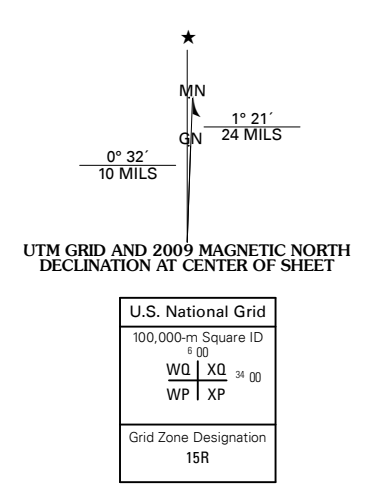 ★
MN
1° 21´
GN
24 MILS
0° 32´
10 MILS
UTM GRID AND 2009 MAGNETIC NORTH
DECLINATION AT CENTER OF SHEET
U.S. National Grid
100,000-m Square ID
6 00
WQ XQ 34 00
WP XP
Grid Zone Designation
15R